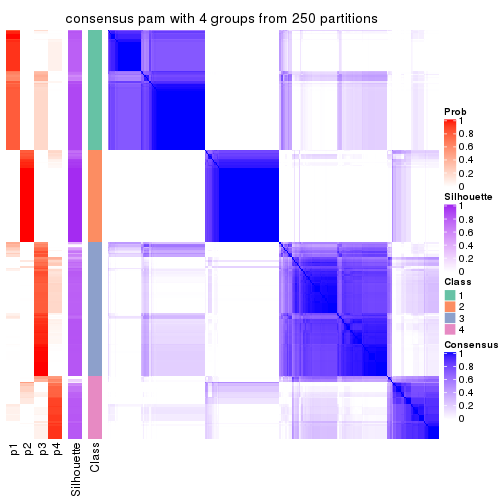 consensus pam with 4 groups from 250 partitions
Prob
1
0.8
0.6
0.4
0.2
0
Silhouette
1
0.8
0.6
0.4
0.2
0
Class
1
2
3
4
Consensus
1
0.8
0.6
0.4
0.2
0
p1
p2
p3
p4
Silhouette
Class